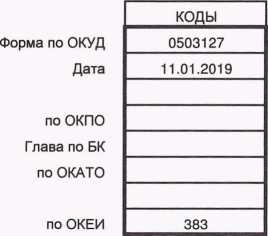 КОДЫ
Форма по ОКУД 0503127
Дата 11.01.2019
по ОКПО
Глава по БК
по ОКАТО
по ОКЕИ 383